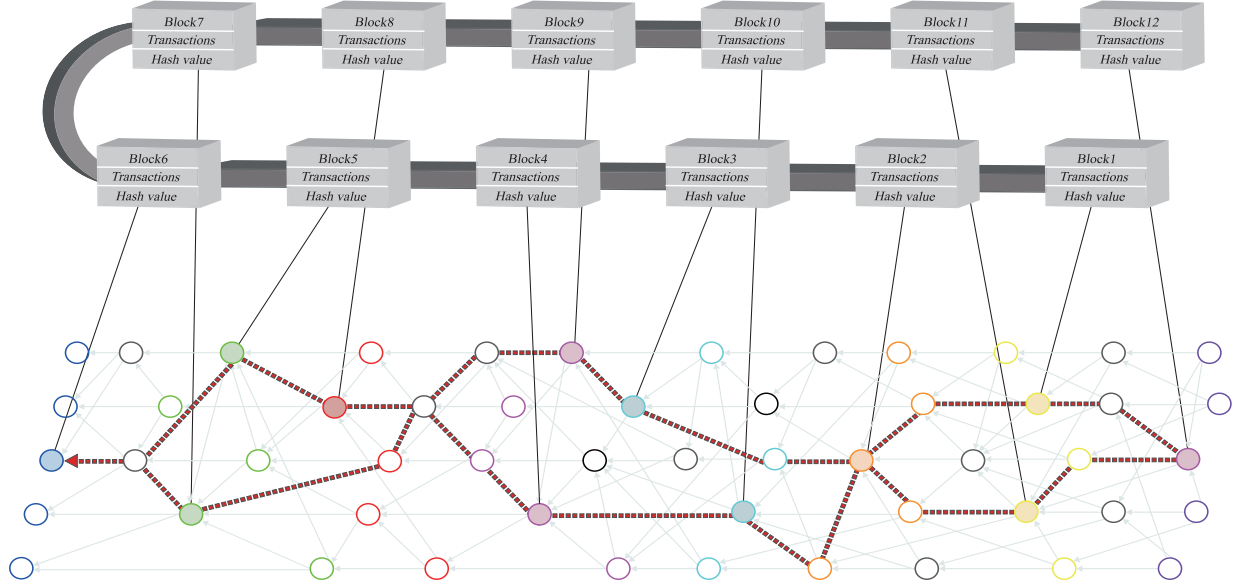 Block7
Transactions
Hash value
Block8
Transactions
Hash value
Block9
Transactions
Hash value
Block10
Transactions
Hash value
Block11
Transactions
Hash value
Block12
Transactions
Hash value
Block6
Transactions
Hash value
Block5
Transactions
Hash value
Block4
Transactions
Hash value
Block3
Transactions
Hash value
Block2
Transactions
Hash value
Block1
Transactions
Hash value